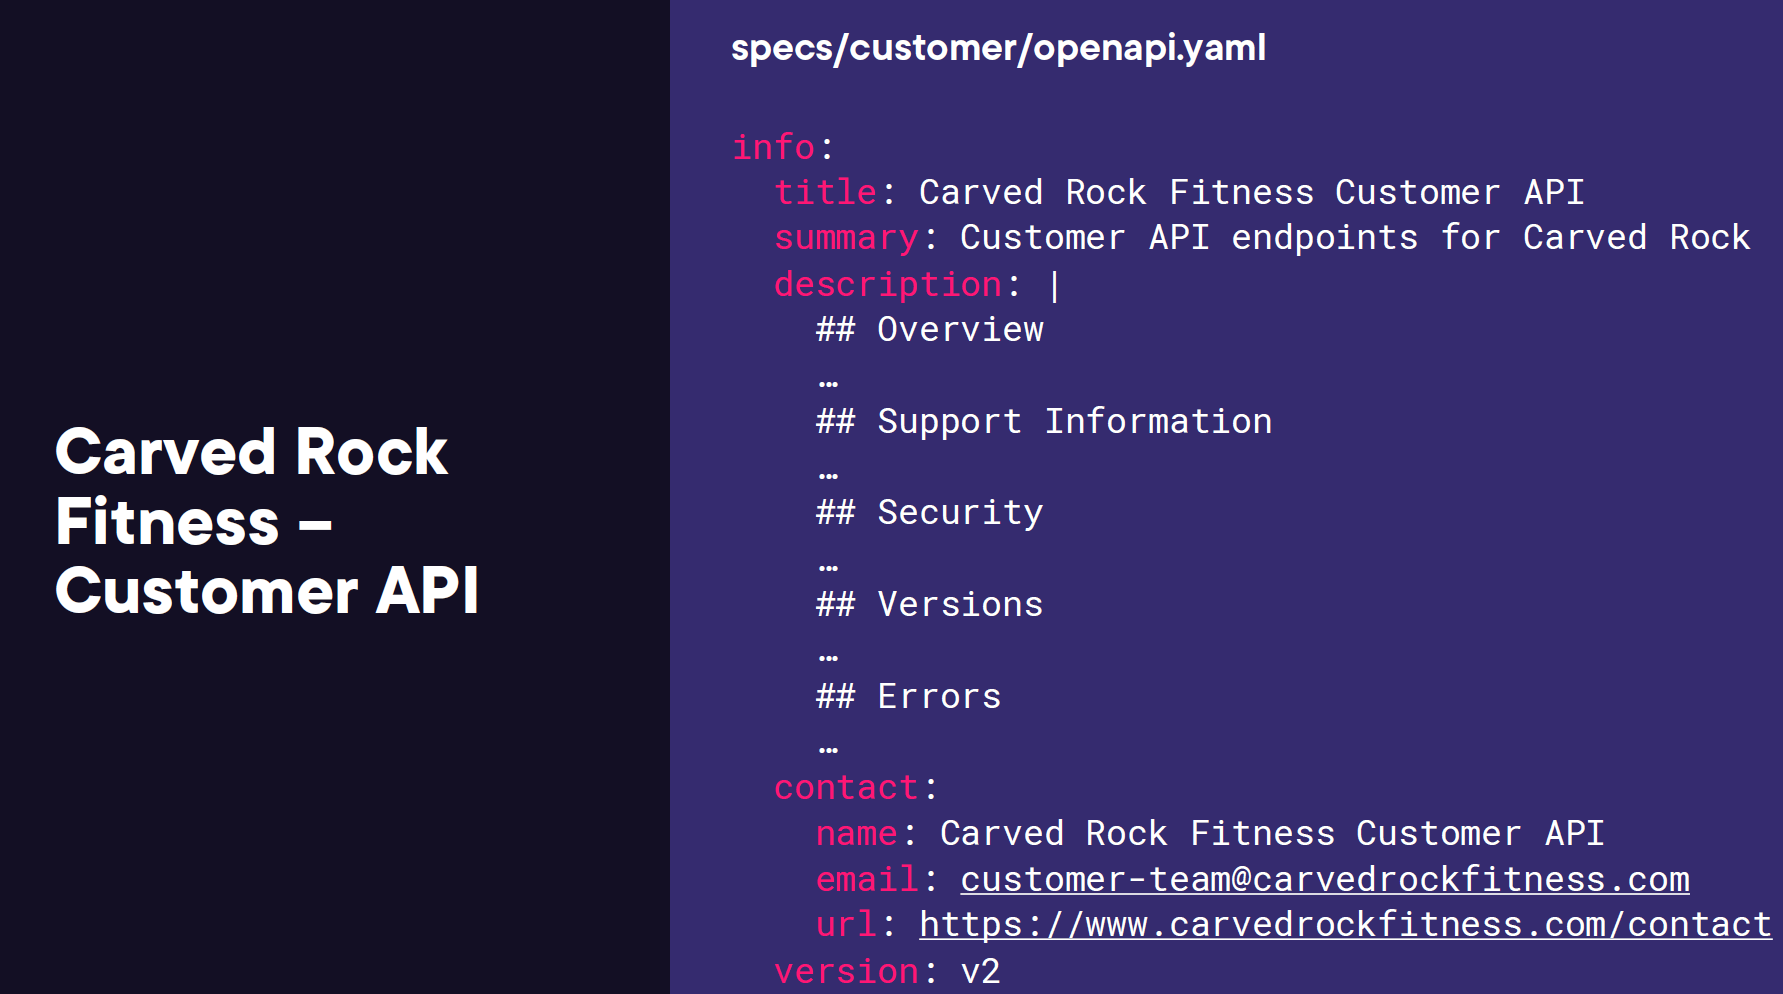 Carved Rock
Fitness –
Customer API
specs/customer/openapi.yaml
info:
  title: Carved Rock Fitness Customer API
  summary: Customer API endpoints for Carved Rock
  description: |
    ## Overview
    …
    ## Support Information
    …
    ## Security
    …
    ## Versions
    …
    ## Errors
    …
  contact:
    name: Carved Rock Fitness Customer API
    email: customer-team@carvedrockfitness.com
    url: https://www.carvedrockfitness.com/contact
  version: v2